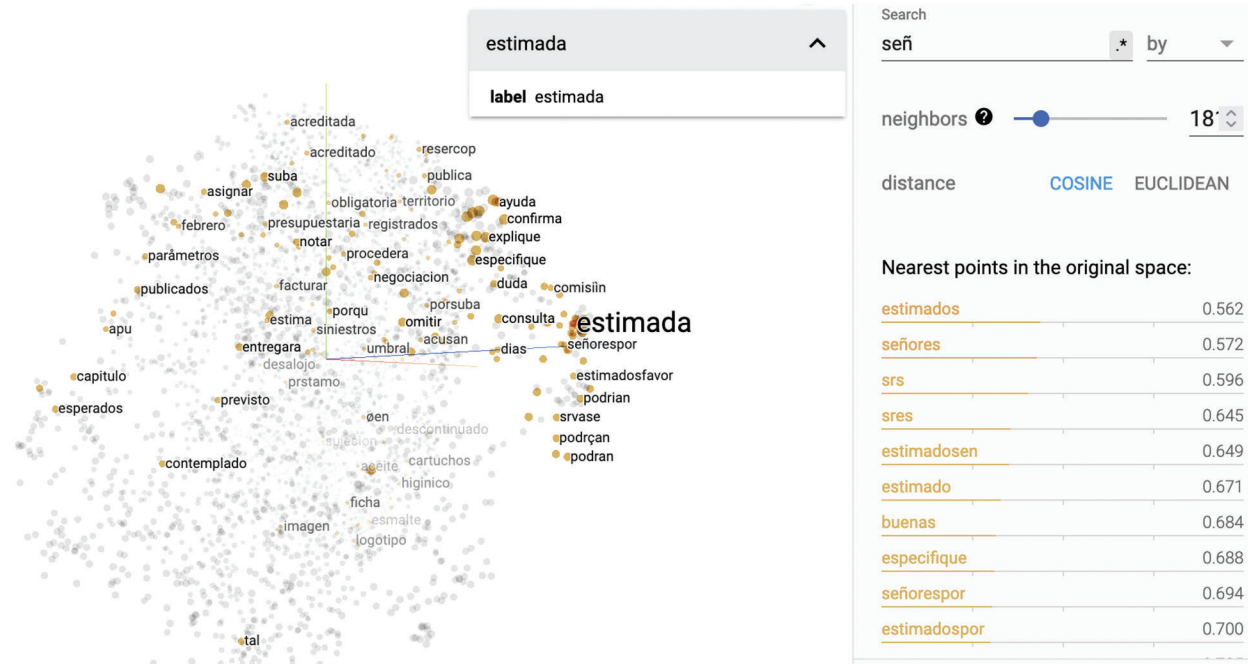 estimada
label estimada
acreditada
acreditado
resercop
suba
publica
asignar
obligatoria
territorio
ayuda
febrero
presupuestaria
registrados
confirma
notar
explique
parâmetros
procedera
especifique
publicados
facturar
negociacion
duda
comisiìn
apu
estima
porqu
porsuba
siniestros
omitir
consulta
estimada
entregara
umbral
acusan
dias
señorespor
desalojo
capitulo
prstamo
estimadosfavor
esperados
previsto
podrian
øen
srvase
descontinuado
sujecion
podrçan
contemplado
aceite
cartuchos
podran
higinico
ficha
imagen
esmalte
logotipo
tal
Search
señ .* by
neighbors ?
distance COSINE EUCLIDEAN
Nearest points in the original space:
estimados 0.562
señores 0.572
srs 0.596
sres 0.645
estimadosen 0.649
estimado 0.671
buenas 0.684
especifique 0.688
señorespor 0.694
estimadospor 0.700